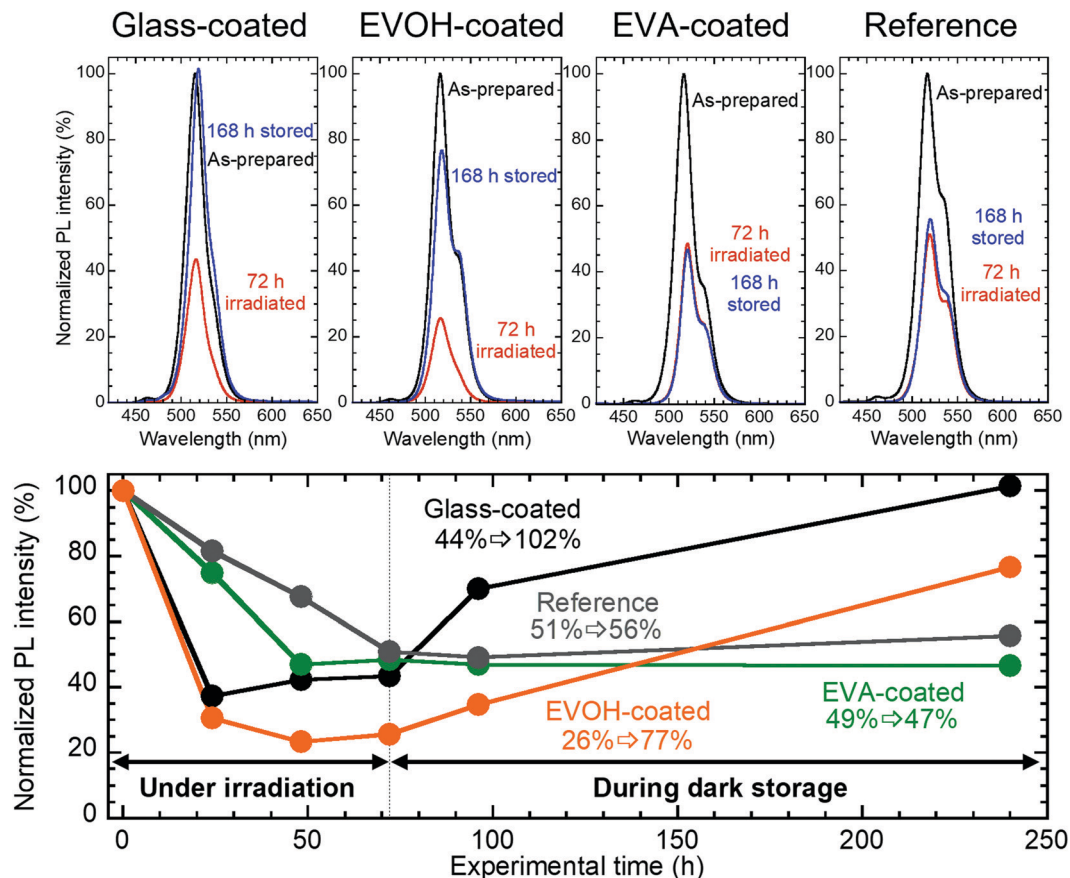 Glass-coated
EVOH-coated
EVA-coated
Reference
Normalized PL intensity (%)
100
80
60
40
20
0
168 h stored
As-prepared
72 h
irradiated
450 500 550 600 650
Wavelength (nm)
As-prepared
168 h stored
72 h
irradiated
450 500 550 600 650
Wavelength (nm)
As-prepared
72 h
irradiated
168 h
stored
450 500 550 600 650
Wavelength (nm)
As-prepared
168 h
stored
72 h
irradiated
450 500 550 600 650
Wavelength (nm)
Normalized PL intensity (%)
100
80
60
40
20
0
Glass-coated
44%⇨102%
Reference
51%⇨56%
EVOH-coated
26%⇨77%
EVA-coated
49%⇨47%
Under irradiation
During dark storage
0 50 100 150 200 250
Experimental time (h)